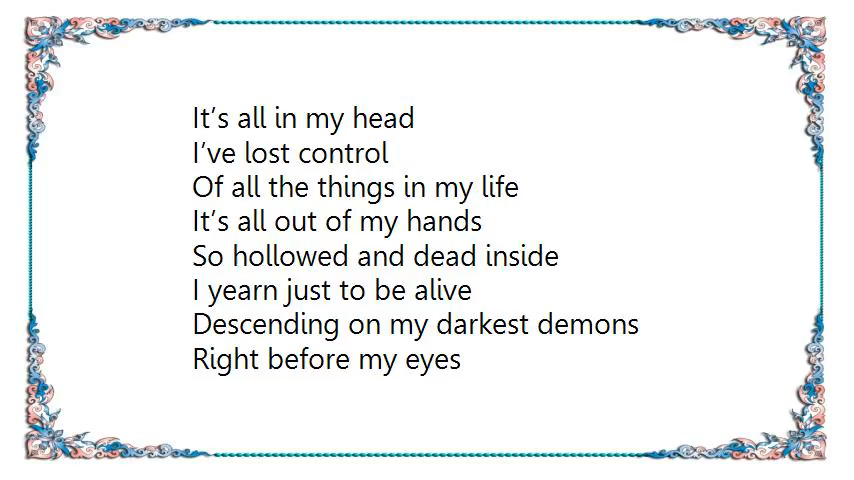 It’s all in my head
I’ve lost control
Of all the things in my life
It’s all out of my hands
So hollowed and dead inside
I yearn just to be alive
Descending on my darkest demons
Right before my eyes